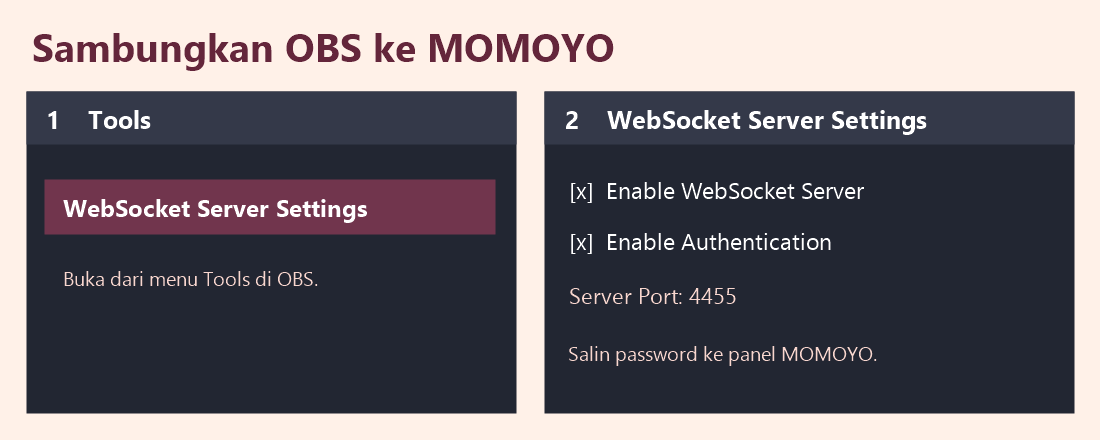 Sambungkan OBS ke MOMOYO
1 Tools
WebSocket Server Settings
Buka dari menu Tools di OBS.
2 WebSocket Server Settings
[x] Enable WebSocket Server
[x] Enable Authentication
Server Port: 4455
Salin password ke panel MOMOYO.